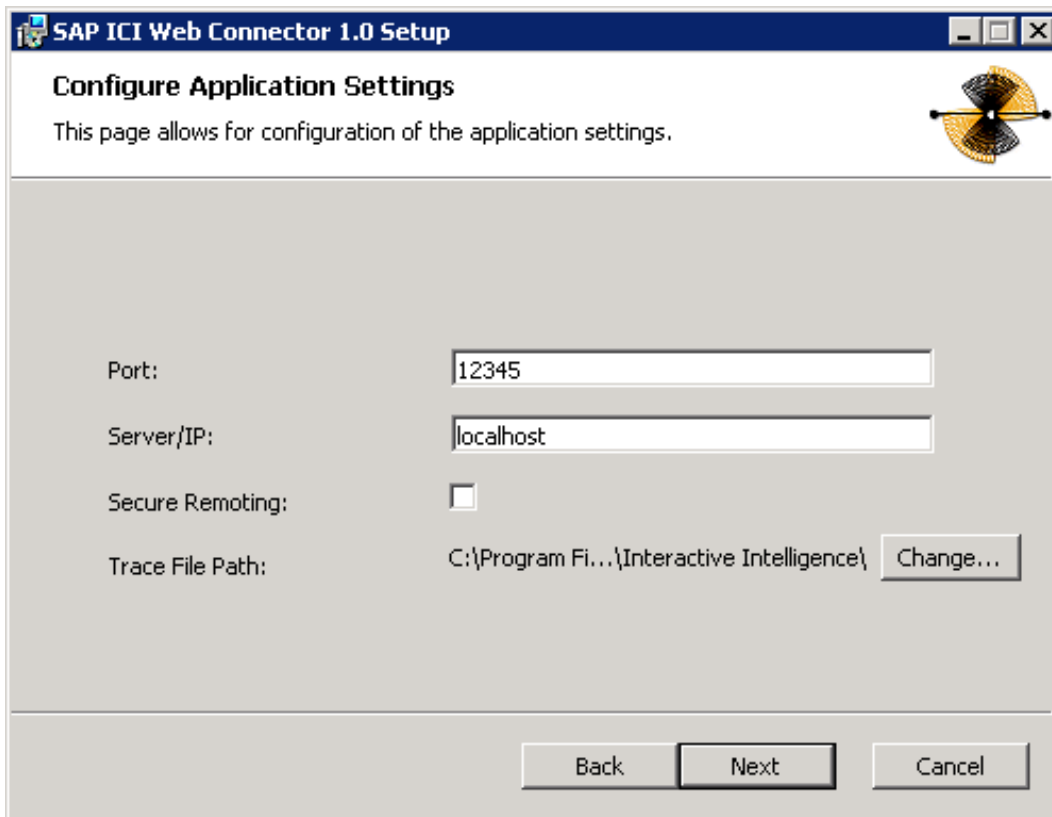 SAP ICI Web Connector 1.0 Setup
Configure Application Settings
This page allows for configuration of the application settings.
Port: 12345
Server/IP: localhost
Secure Remoting:
Trace File Path: C:\Program Fi...\Interactive Intelligence\ Change...
Back Next Cancel